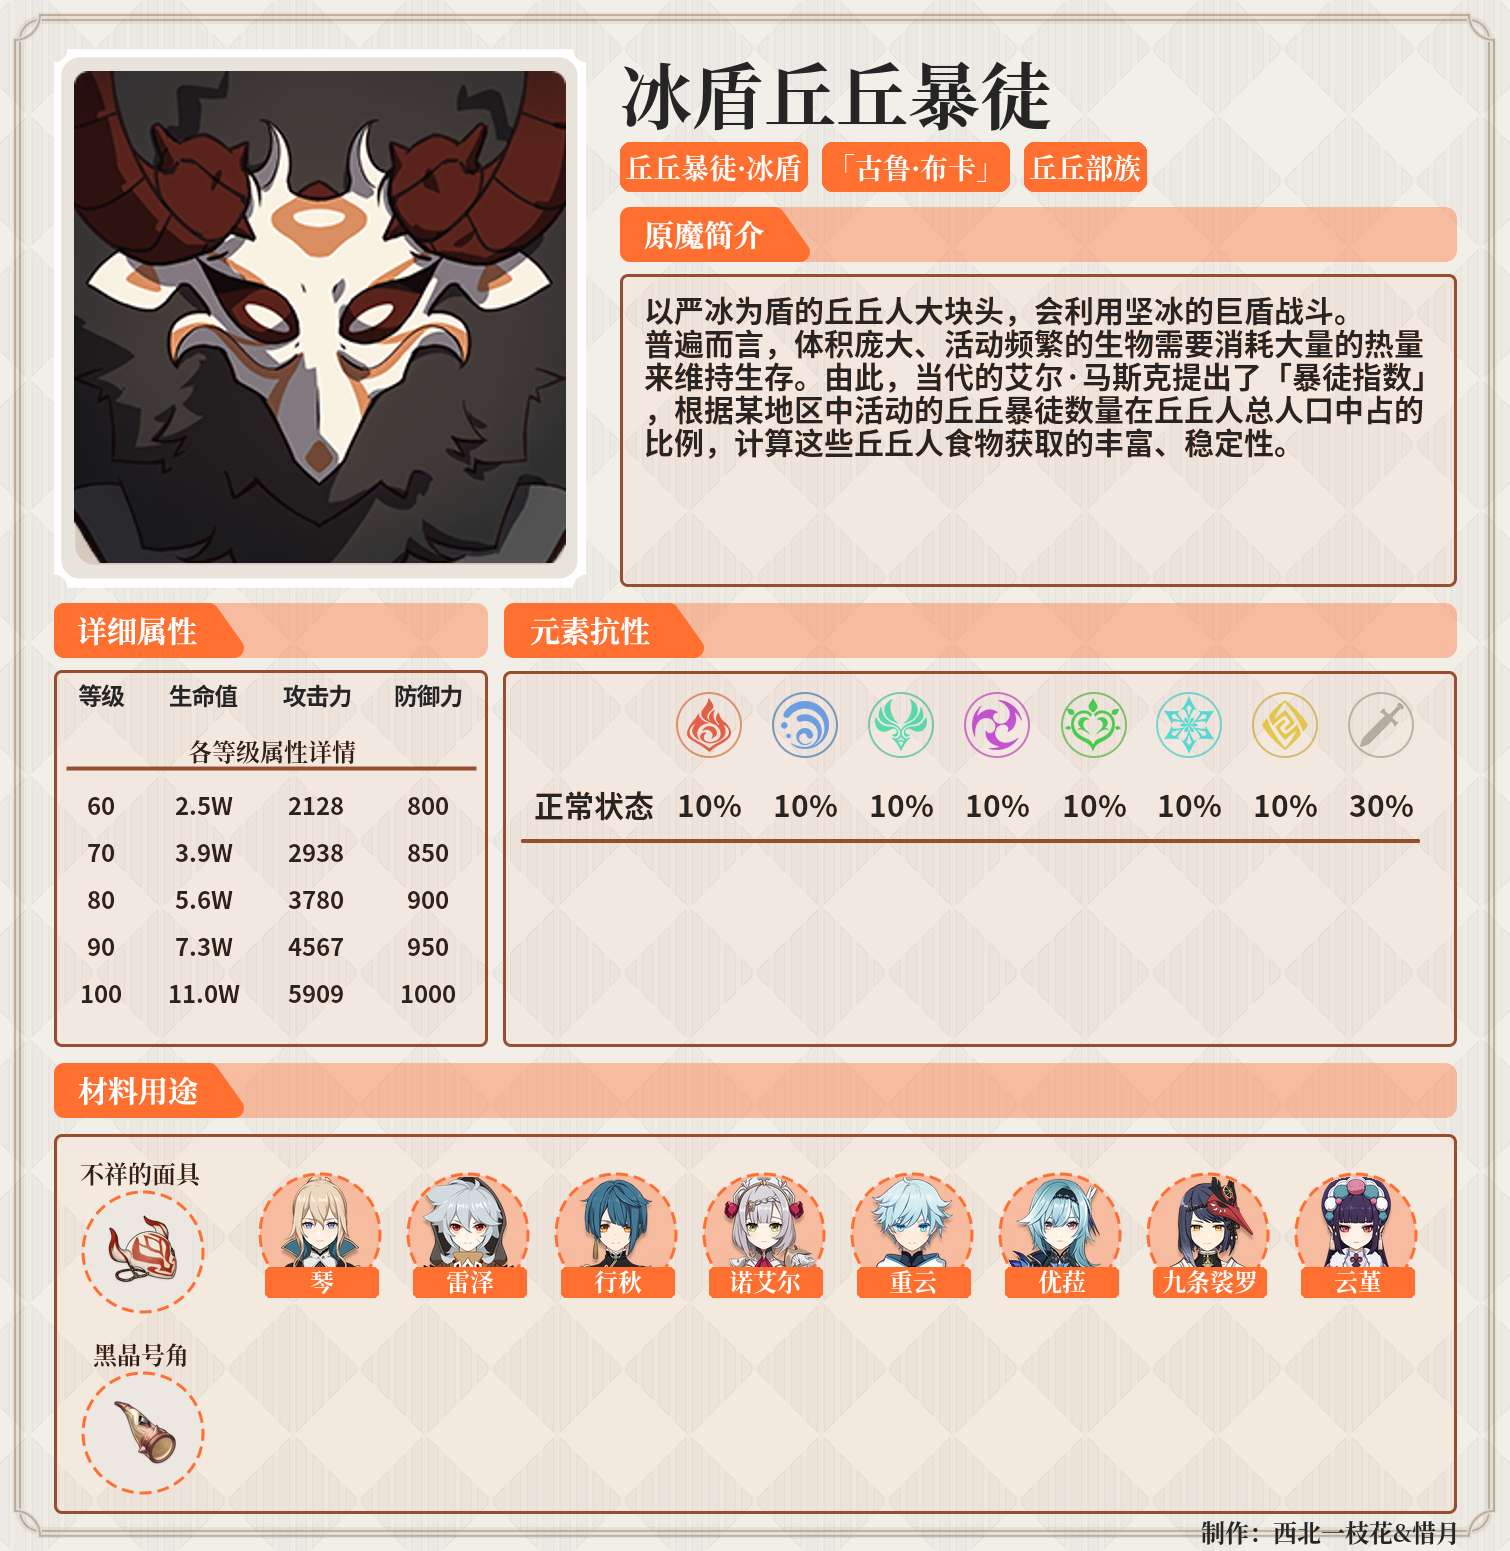 冰盾丘丘暴徒
丘丘暴徒·冰盾 「古鲁·布卡」 丘丘部族
原魔简介
以严冰为盾的丘丘人大块头，会利用坚冰的巨盾战斗。
普遍而言，体积庞大、活动频繁的生物需要消耗大量的热量
来维持生存。由此，当代的艾尔·马斯克提出了「暴徒指数」
，根据某地区中活动的丘丘暴徒数量在丘丘人总人口中占的
比例，计算这些丘丘人食物获取的丰富、稳定性。
详细属性
等级 生命值 攻击力 防御力
各等级属性详情
60 2.5W 2128 800
70 3.9W 2938 850
80 5.6W 3780 900
90 7.3W 4567 950
100 11.0W 5909 1000
元素抗性
正常状态 10% 10% 10% 10% 10% 10% 10% 30%
材料用途
不祥的面具
琴 雷泽 行秋 诺艾尔 重云 优菈 九条裟罗 云堇
黑晶号角
制作：西北一枝花&惜月